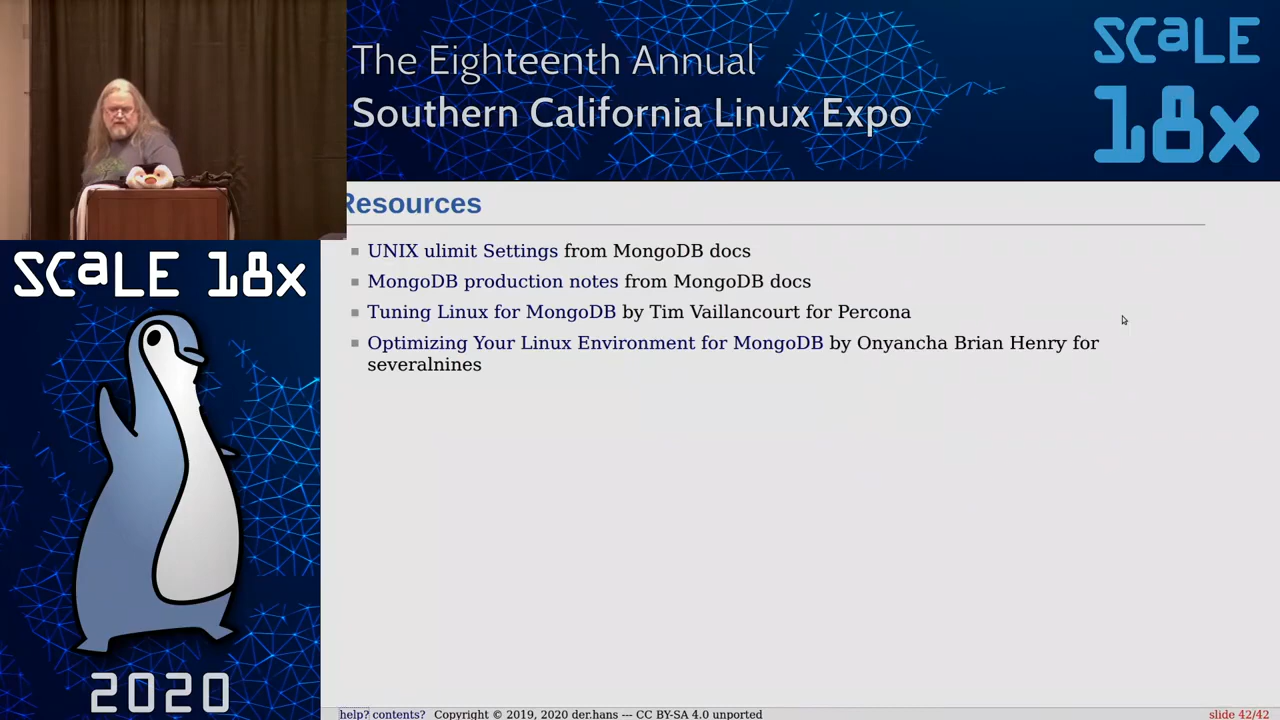 The Eighteenth Annual
Southern California Linux Expo
SCaLE
18x
Resources
UNIX ulimit Settings from MongoDB docs
MongoDB production notes from MongoDB docs
Tuning Linux for MongoDB by Tim Vaillancourt for Percona
Optimizing Your Linux Environment for MongoDB by Onyancha Brian Henry for
severalnines
SCaLE 18x
2020
help? contents? Copyright © 2019, 2020 der.hans --- CC BY-SA 4.0 unported
slide 42/42